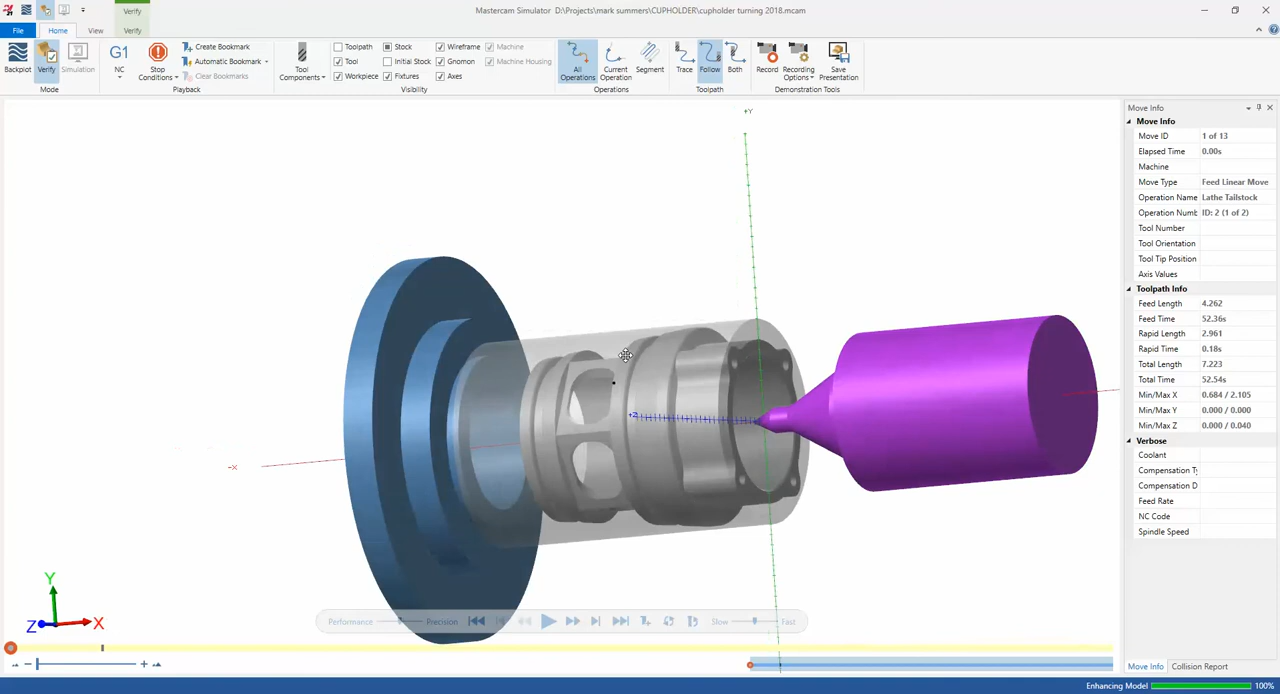 Verify
Mastercam Simulator D:\Projects\mark summers\CUPHOLDER\cupholder turning 2018.mcam
File
Home
View
Verify
Backplot
Verify
Simulation
Mode
G1
NC
Stop
Conditions
Create Bookmark
Automatic Bookmark
Clear Bookmarks
Playback
Tool
Components
Toolpath
Tool
Workpiece
Stock
Initial Stock
Fixtures
Wireframe
Gnomon
Axes
Machine
Machine Housing
Visibility
All
Operations
Current
Operation
Segment
Operations
Trace
Follow
Both
Toolpath
Record
Recording
Options
Save
Presentation
Demonstration Tools
+Y
-X
+Z
Y
Z
X
Performance
Precision
Slow
Fast
Move Info
Move Info
Move ID 1 of 13
Elapsed Time 0.00s
Machine
Move Type Feed Linear Move
Operation Name Lathe Tailstock
Operation Numb ID: 2 (1 of 2)
Tool Number
Tool Orientation
Tool Tip Position
Axis Values
Toolpath Info
Feed Length 4.262
Feed Time 52.36s
Rapid Length 2.961
Rapid Time 0.18s
Total Length 7.223
Total Time 52.54s
Min/Max X 0.684 / 2.105
Min/Max Y 0.000 / 0.000
Min/Max Z 0.000 / 0.040
Verbose
Coolant
Compensation Ty
Compensation D
Feed Rate
NC Code
Spindle Speed
Move Info
Collision Report
Enhancing Model 100%